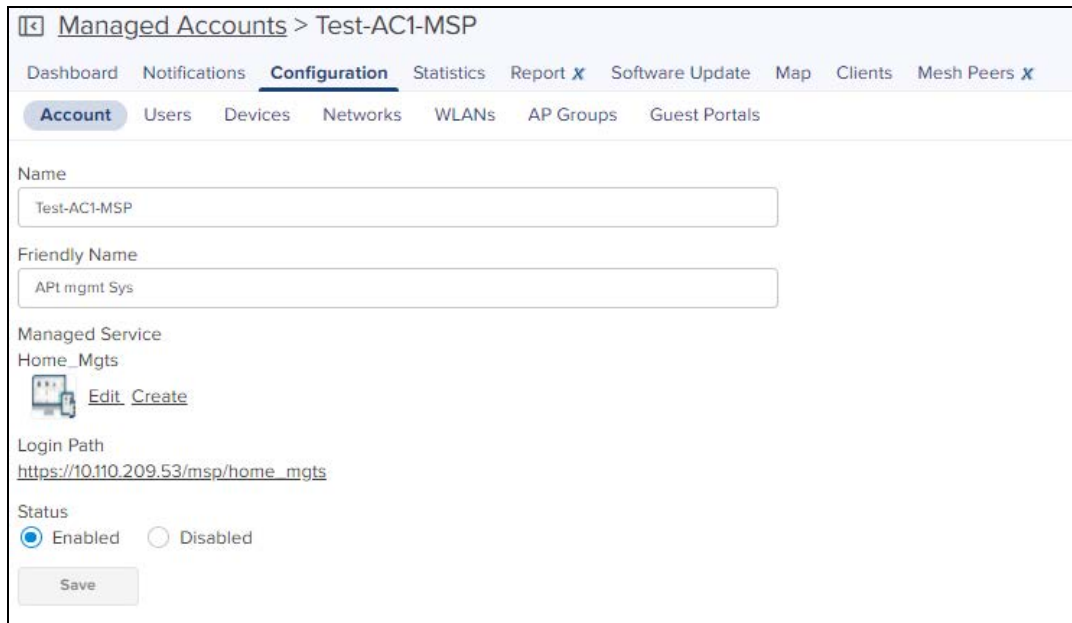 Managed Accounts > Test-AC1-MSP
Dashboard Notifications Configuration Statistics Report X Software Update Map Clients Mesh Peers X
Account Users Devices Networks WLANs AP Groups Guest Portals
Name
Test-AC1-MSP
Friendly Name
APt mgmt Sys
Managed Service
Home_Mgts
Edit Create
Login Path
https://10.110.209.53/msp/home_mgts
Status
Enabled Disabled
Save